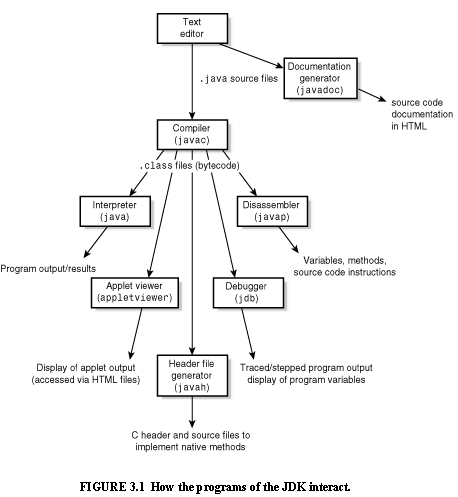 Text
editor
.java source files
Documentation
generator
(javadoc)
source code
documentation
in HTML
Compiler
(javac)
.class files (bytecode)
Interpreter
(java)
Disassembler
(javap)
Program output/results
Variables, methods,
source code instructions
Applet viewer
(appletviewer)
Debugger
(jdb)
Display of applet output
(accessed via HTML files)
Header file
generator
(javah)
Traced/stepped program output
display of program variables
C header and source files to
implement native methods
FIGURE 3.1 How the programs of the JDK interact.